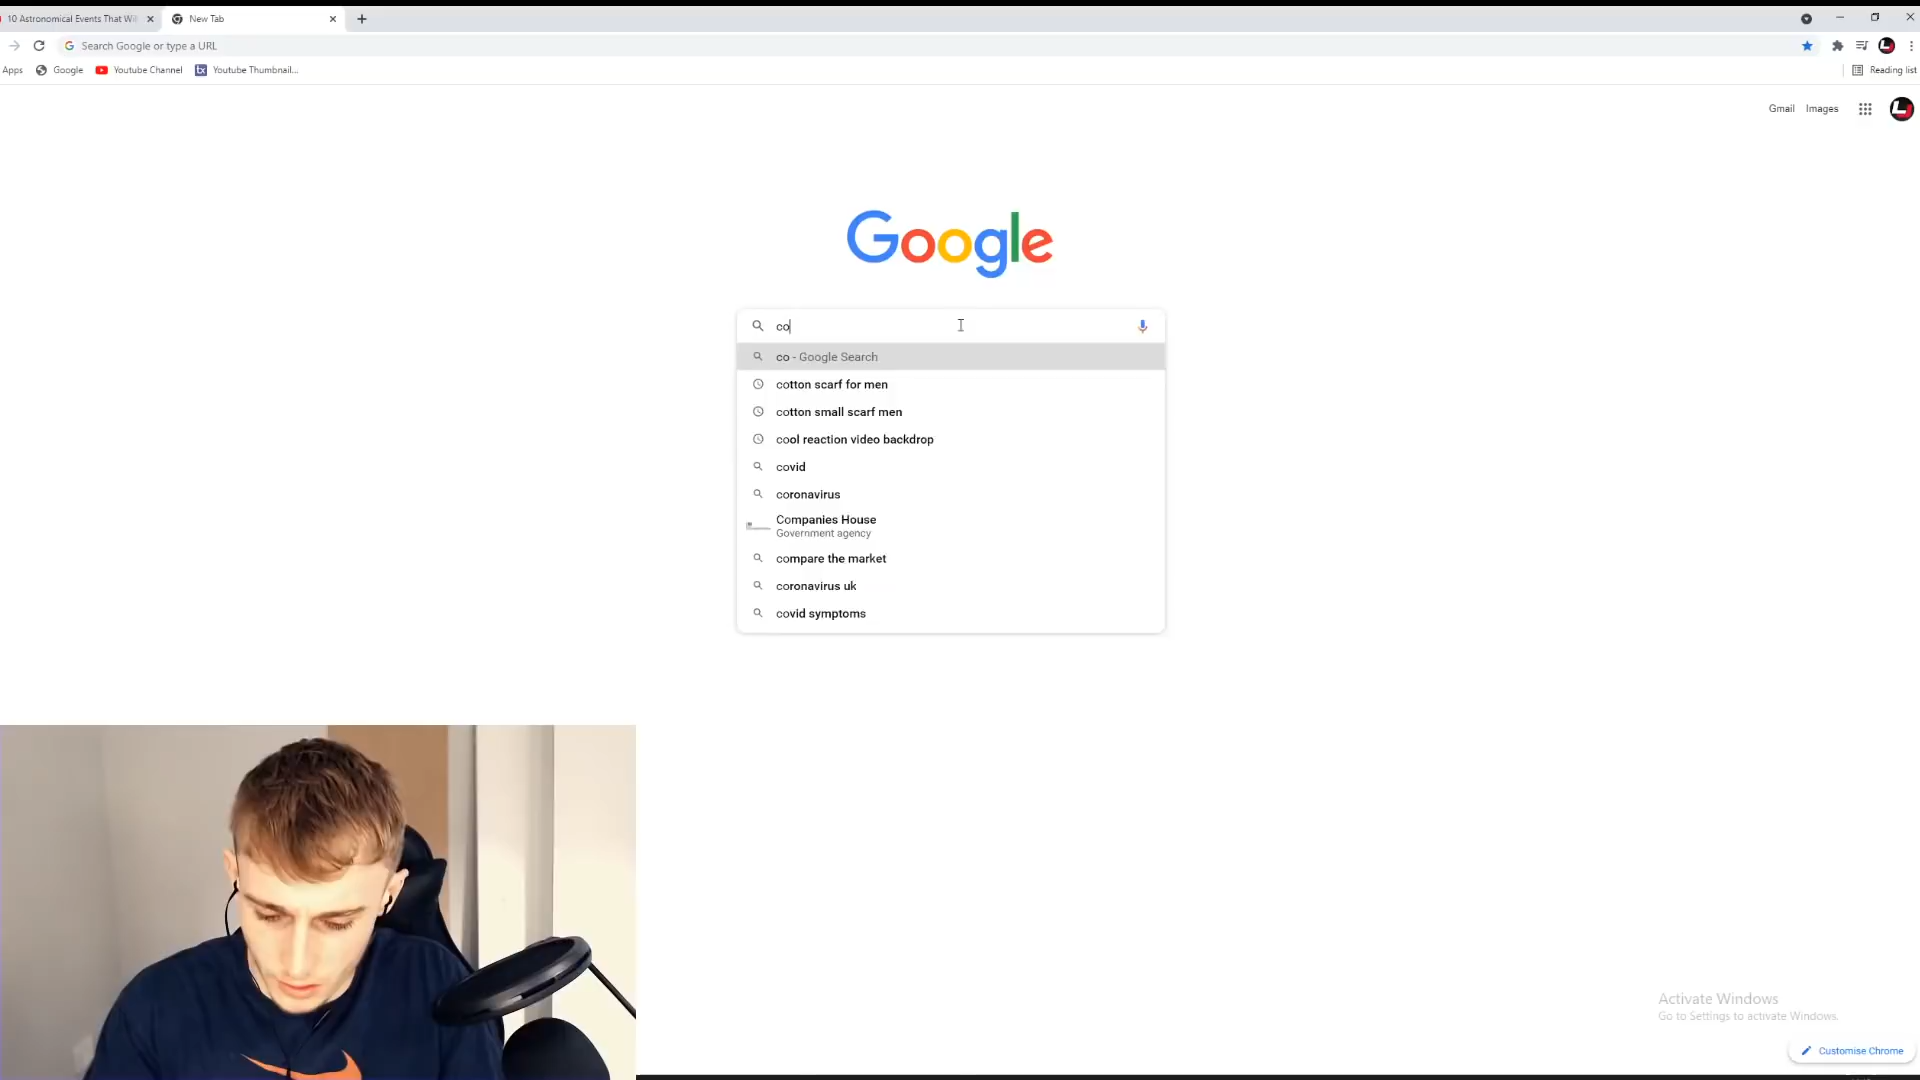 10 Astronomical Events That Wi
New Tab
Search Google or type a URL
Apps
Google
Youtube Channel
Youtube Thumbnail...
Reading list
Gmail
Images
Google
co
co - Google Search
cotton scarf for men
cotton small scarf men
cool reaction video backdrop
covid
coronavirus
Companies House
Government agency
compare the market
coronavirus uk
covid symptoms
Activate Windows
Go to Settings to activate Windows.
Customise Chrome